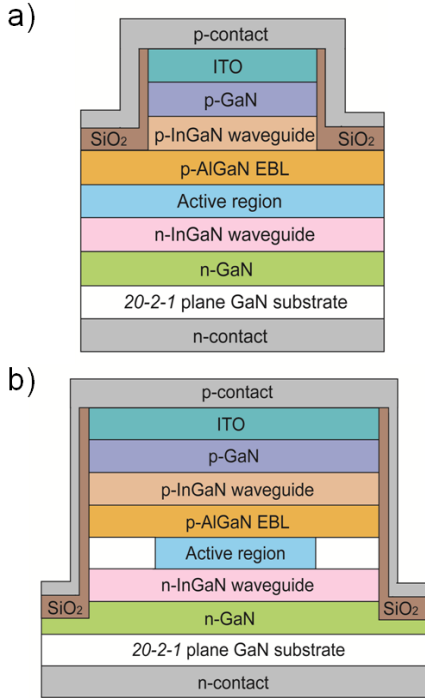 a)
p-contact
ITO
p-GaN
SiO₂ p-InGaN waveguide SiO₂
p-AlGaN EBL
Active region
n-InGaN waveguide
n-GaN
20-2-1 plane GaN substrate
n-contact
b)
p-contact
ITO
p-GaN
p-InGaN waveguide
p-AlGaN EBL
Active region
n-InGaN waveguide
SiO₂ n-GaN SiO₂
20-2-1 plane GaN substrate
n-contact